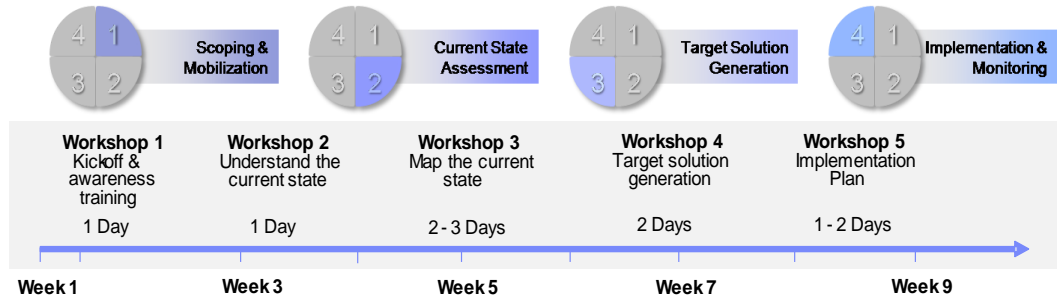 4 1
3 2
Scoping &
Mobilization
4 1
3 2
Current State
Assessment
4 1
3 2
Target Solution
Generation
4 1
3 2
Implementation &
Monitoring
Workshop 1
Kickoff &
awareness
training
1 Day
Workshop 2
Understand the
current state
1 Day
Workshop 3
Map the current
state
2 - 3 Days
Workshop 4
Target solution
generation
2 Days
Workshop 5
Implementation
Plan
1 - 2 Days
Week 1
Week 3
Week 5
Week 7
Week 9